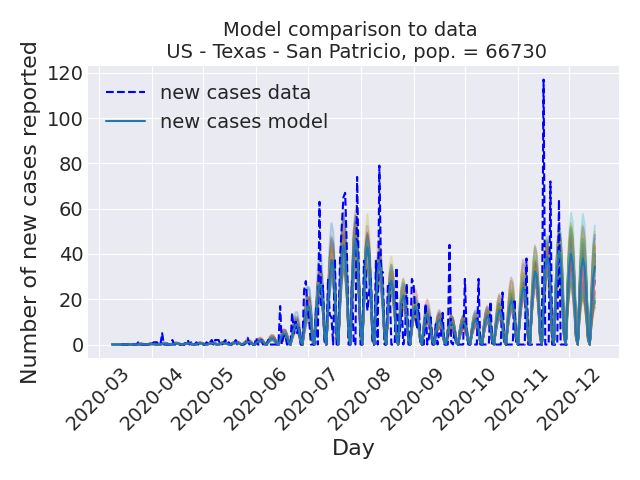 Model comparison to data
US - Texas - San Patricio, pop. = 66730
Number of new cases reported
120
100
80
60
40
20
0
new cases data
new cases model
2020-03
2020-04
2020-05
2020-06
2020-07
2020-08
2020-09
2020-10
2020-11
2020-12
Day